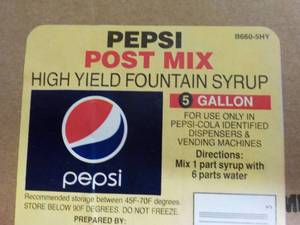 B660-5HY
PEPSI
POST MIX
HIGH YIELD FOUNTAIN SYRUP
5 GALLON
FOR USE ONLY IN
PEPSI-COLA IDENTIFIED
DISPENSERS &
VENDING MACHINES
Directions:
Mix 1 part syrup with
6 parts water
pepsi
Recommended storage between 45F-70F degrees
STORE BELOW 90F DEGREES. DO NOT FREEZE.
PREPARED BY: